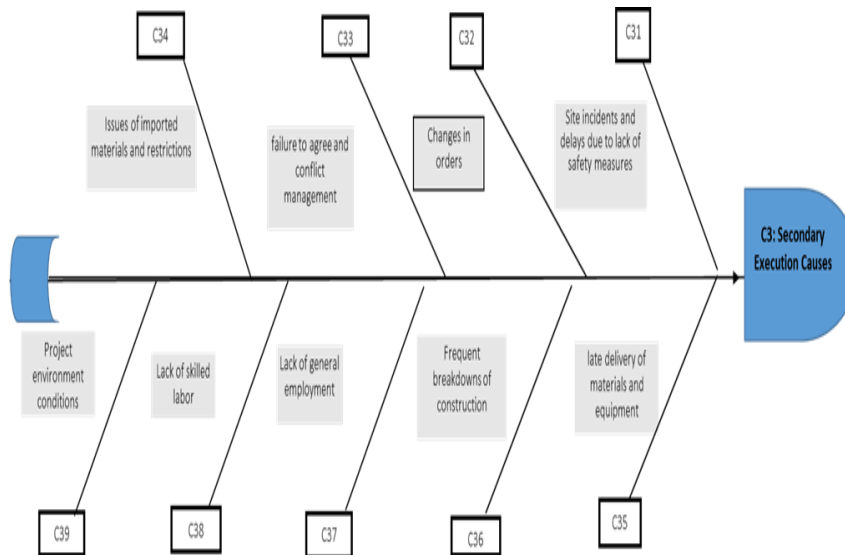 C34
C33
C32
C31
Issues of imported
materials and restrictions
failure to agree and
conflict
management
Changes in
orders
Site incidents and
delays due to lack of
safety measures
C3: Secondary
Execution Causes
Project
environment
conditions
Lack of skilled
labor
Lack of general
employment
Frequent
breakdowns of
construction
late delivery of
materials and
equipment
C39
C38
C37
C36
C35